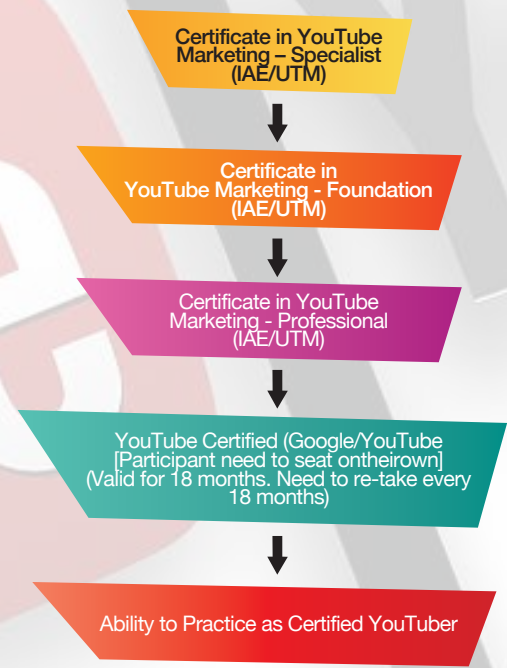 Certificate in YouTube
Marketing – Specialist
(IAE/UTM)
Certificate in
YouTube Marketing - Foundation
(IAE/UTM)
Certificate in YouTube
Marketing - Professional
(IAE/UTM)
YouTube Certified (Google/YouTube
[Participant need to seat ontheirown]
(Valid for 18 months. Need to re-take every
18 months)
Ability to Practice as Certified YouTuber